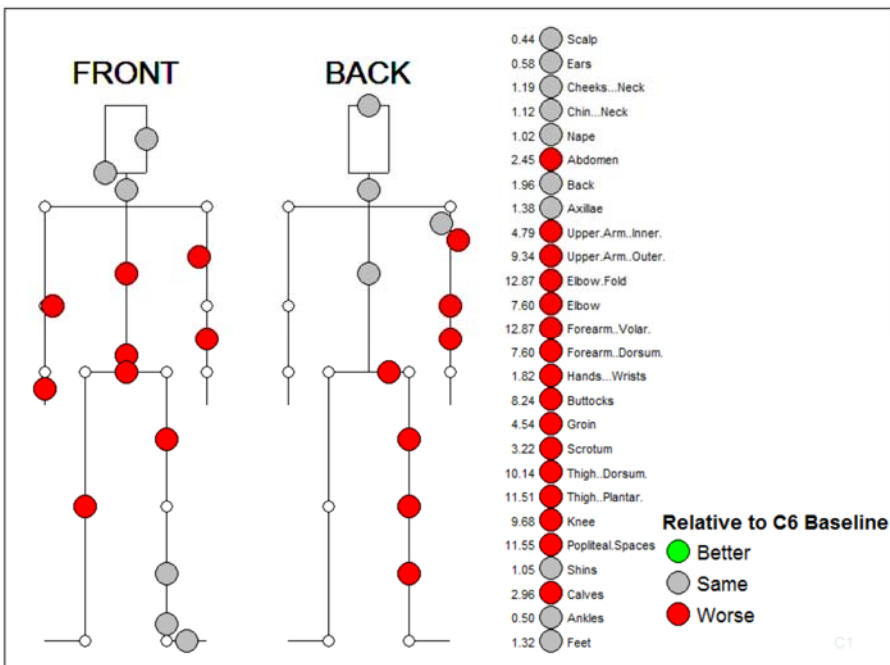 FRONT
BACK
0.44 Scalp
0.58 Ears
1.19 Cheeks...Neck
1.12 Chin...Neck
1.02 Nape
2.45 Abdomen
1.96 Back
1.38 Axillae
4.79 Upper.Arm..Inner.
9.34 Upper.Arm..Outer.
12.87 Elbow.Fold
7.60 Elbow
12.87 Forearm..Volar.
7.60 Forearm..Dorsum.
1.82 Hands...Wrists
8.24 Buttocks
4.54 Groin
3.22 Scrotum
10.14 Thigh..Dorsum.
11.51 Thigh..Plantar.
9.68 Knee
11.55 Popliteal.Spaces
1.05 Shins
2.96 Calves
0.50 Ankles
1.32 Feet
Relative to C6 Baseline
Better
Same
Worse
C1